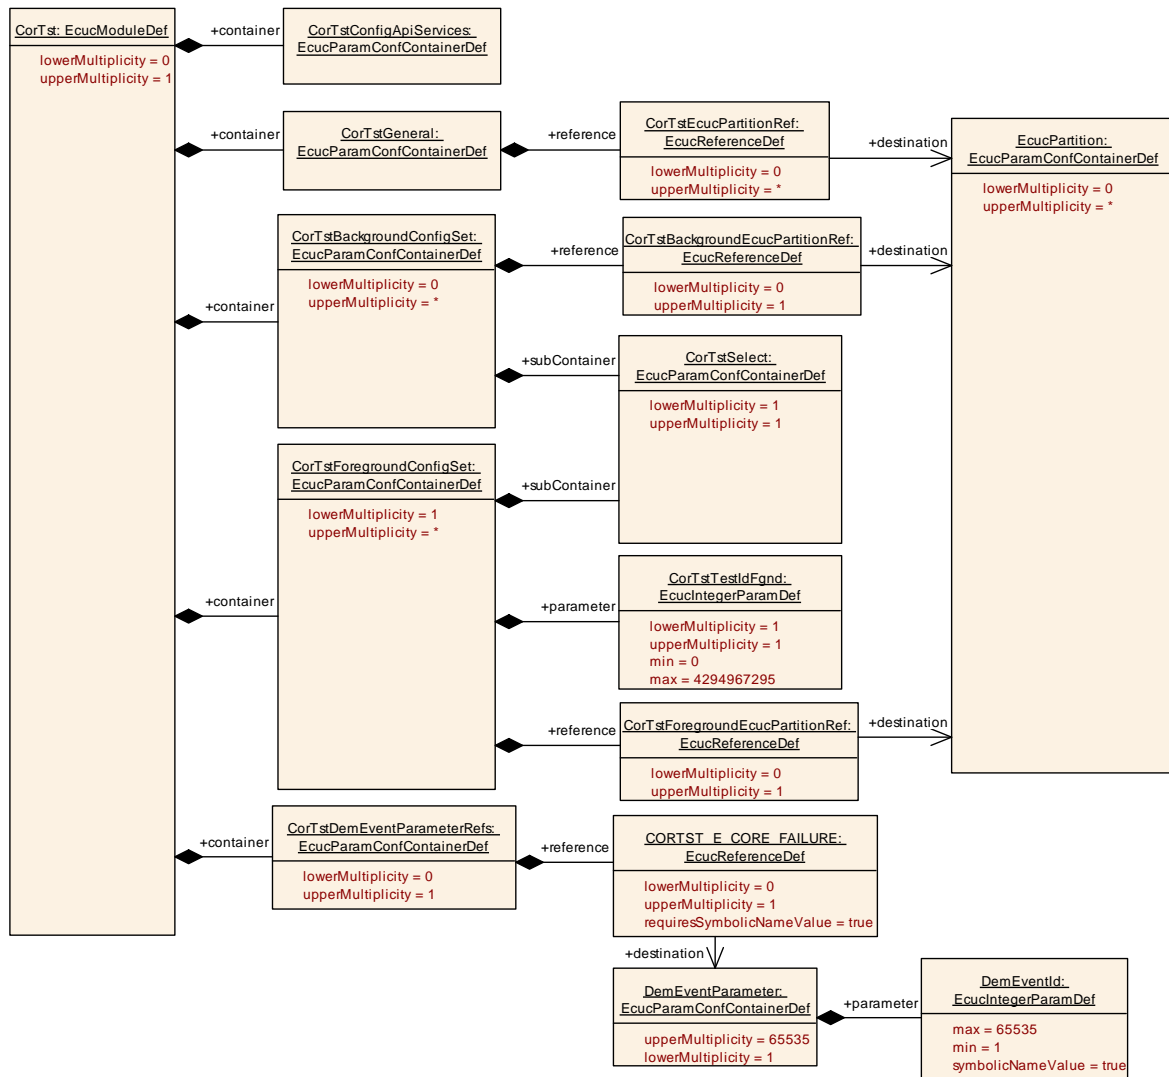 CorTst: EcucModuleDef
lowerMultiplicity = 0
upperMultiplicity = 1
+container
CorTstConfigApiServices:
EcucParamConfContainerDef
+container
CorTstGeneral:
EcucParamConfContainerDef
+reference
CorTstEcucPartitionRef:
EcucReferenceDef
lowerMultiplicity = 0
upperMultiplicity = *
+destination
EcucPartition:
EcucParamConfContainerDef
lowerMultiplicity = 0
upperMultiplicity = *
+container
CorTstBackgroundConfigSet:
EcucParamConfContainerDef
lowerMultiplicity = 0
upperMultiplicity = *
+reference
CorTstBackgroundEcucPartitionRef:
EcucReferenceDef
lowerMultiplicity = 0
upperMultiplicity = 1
+destination
+subContainer
CorTstSelect:
EcucParamConfContainerDef
lowerMultiplicity = 1
upperMultiplicity = 1
+container
CorTstForegroundConfigSet:
EcucParamConfContainerDef
lowerMultiplicity = 1
upperMultiplicity = *
+subContainer
+parameter
CorTstTestIdFgnd:
EcucIntegerParamDef
lowerMultiplicity = 1
upperMultiplicity = 1
min = 0
max = 4294967295
+reference
CorTstForegroundEcucPartitionRef:
EcucReferenceDef
lowerMultiplicity = 0
upperMultiplicity = 1
+destination
+container
CorTstDemEventParameterRefs:
EcucParamConfContainerDef
lowerMultiplicity = 0
upperMultiplicity = 1
+reference
CORTST_E_CORE_FAILURE:
EcucReferenceDef
lowerMultiplicity = 0
upperMultiplicity = 1
requiresSymbolicNameValue = true
+destination
DemEventParameter:
EcucParamConfContainerDef
upperMultiplicity = 65535
lowerMultiplicity = 1
+parameter
DemEventId:
EcucIntegerParamDef
max = 65535
min = 1
symbolicNameValue = true